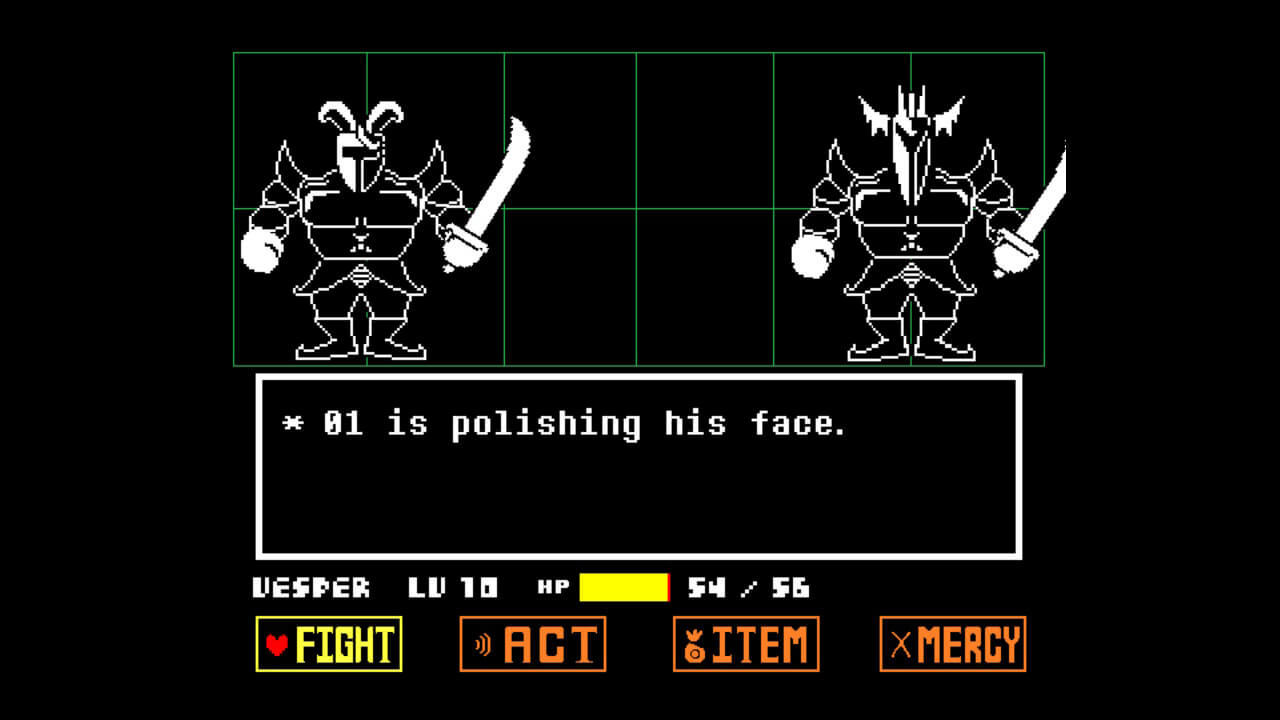 * 01 is polishing his face.
VESPER LV 10 HP 54 / 56
FIGHT ACT ITEM MERCY